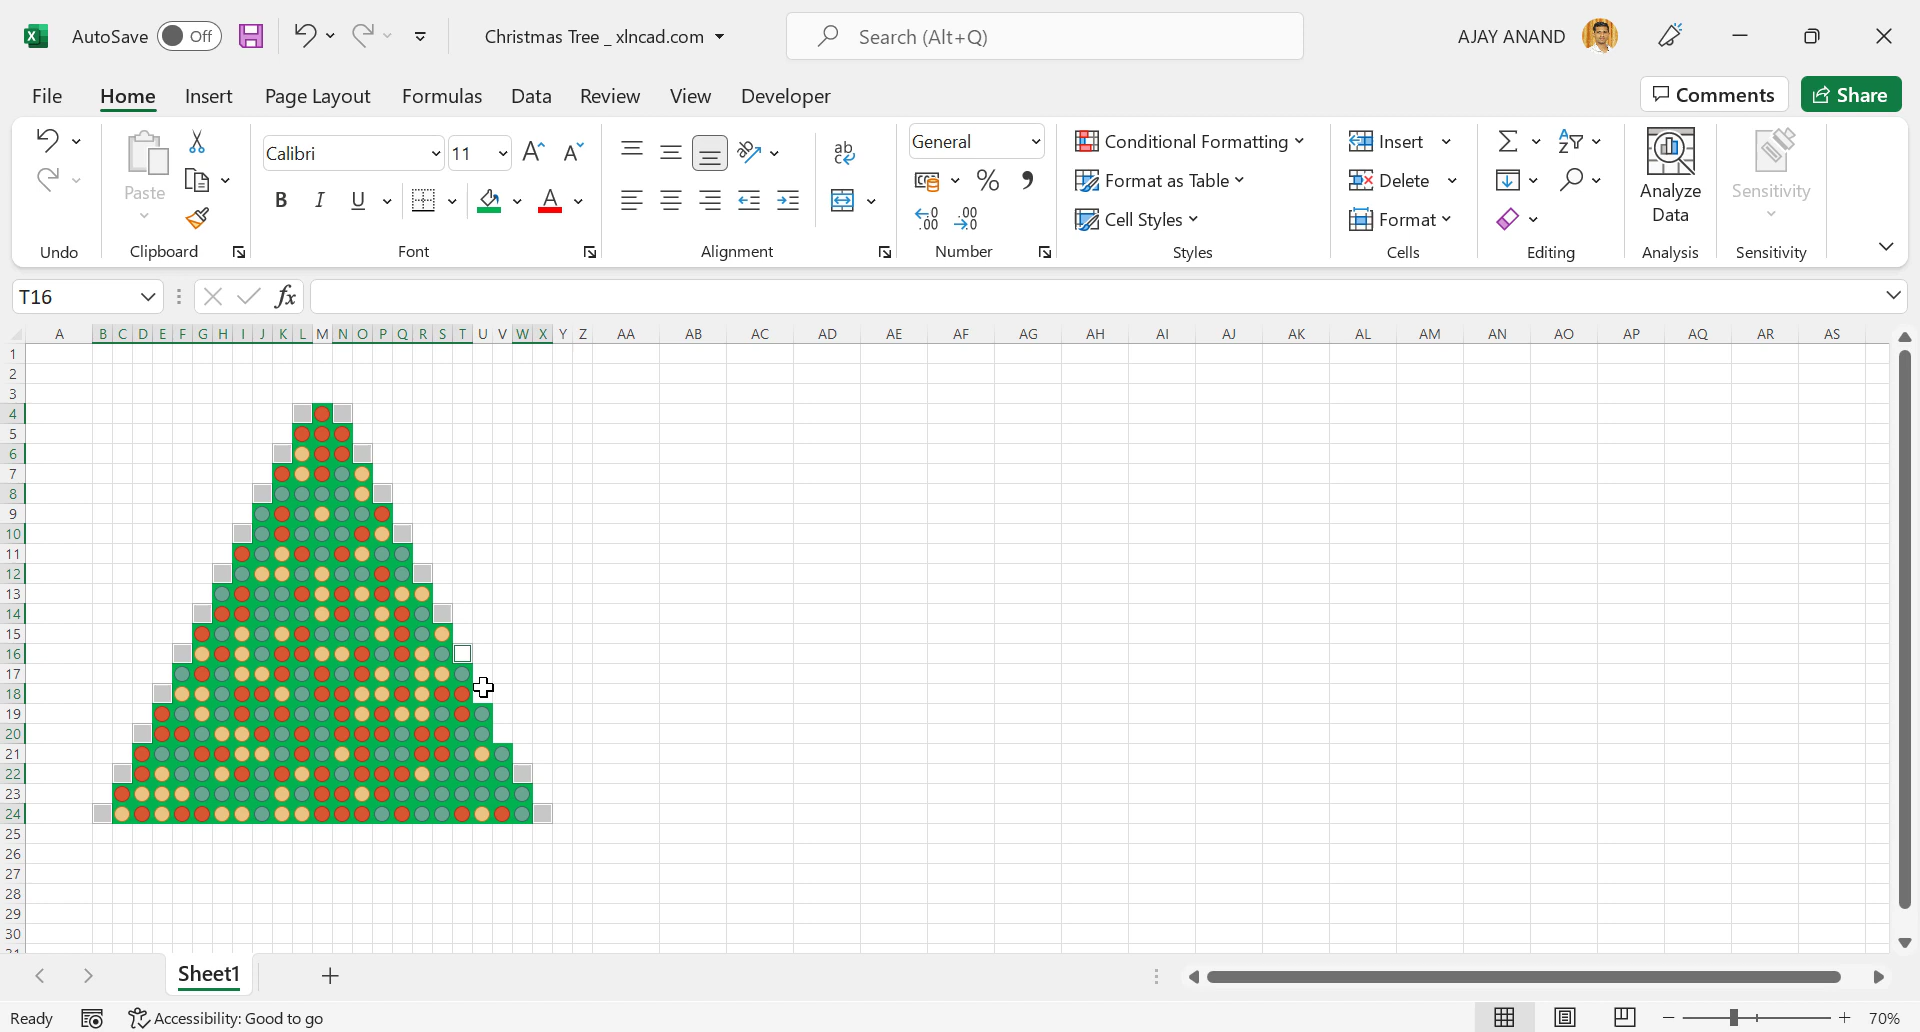 AutoSave Off Christmas Tree _ xlncad.com Search (Alt+Q) AJAY ANAND
File Home Insert Page Layout Formulas Data Review View Developer Comments Share
Paste
Calibri 11
B I U A
ab
General
% 9
Conditional Formatting
Format as Table
Cell Styles
Insert
Delete
Format
Analyze
Data
Sensitivity
Undo Clipboard Font Alignment Number Styles Cells Editing Analysis Sensitivity
T16 fx
A B C D E F G H I J K L M N O P Q R S T U V W X Y Z AA AB AC AD AE AF AG AH AI AJ AK AL AM AN AO AP AQ AR AS
1
2
3
4
5
6
7
8
9
10
11
12
13
14
15
16
17
18
19
20
21
22
23
24
25
26
27
28
29
30
Sheet1
Ready Accessibility: Good to go 70%